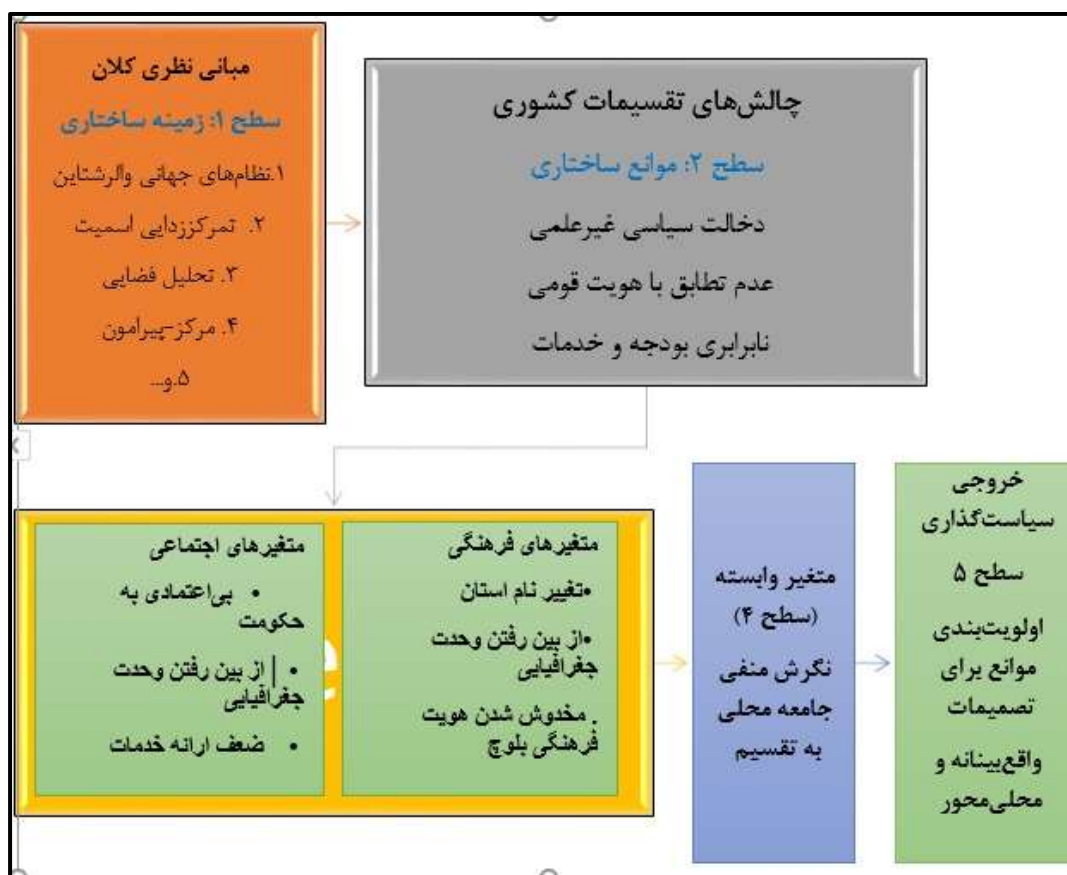 مبانی نظری کلان
سطح ۱: زمینه ساختاری
۱.نظام‌های جهانی والرشتاین
۲. تمرکززدایی اسمیت
۳. تحلیل فضایی
۴. مرکز-پیرامون
۵.و...
چالش‌های تقسیمات کشوری
سطح ۲: موانع ساختاری
دخالت سیاسی غیرعلمی
عدم تطابق با هویت قومی
نابرابری بودجه و خدمات
متغیرهای فرهنگی
•تغییر نام استان
•از بین رفتن وحدت
جغرافیایی
. مخدوش شدن هویت
فرهنگی بلوچ
متغیرهای اجتماعی
• بی‌اعتمادی به
حکومت
• | از بین رفتن وحدت
جغرافیایی
• ضعف ارائه خدمات
e
متغیر وابسته
(سطح ۴)
نگرش منفی
جامعه محلی
به تقسیم
خروجی
سیاست‌گذاری
سطح ۵
اولویت‌بندی
موانع برای
تصمیمات
واقع‌بینانه و
محلی‌محور